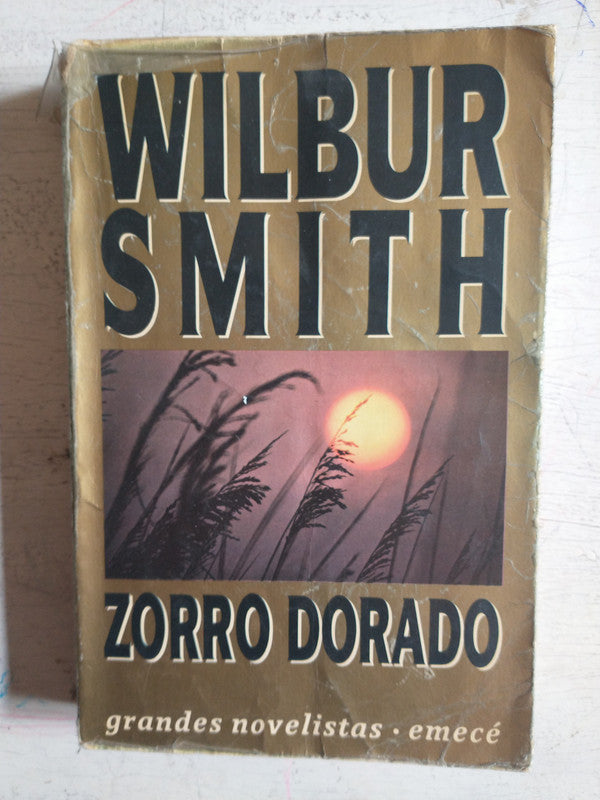 WILBUR
SMITH
ZORRO DORADO
grandes novelistas · emecé